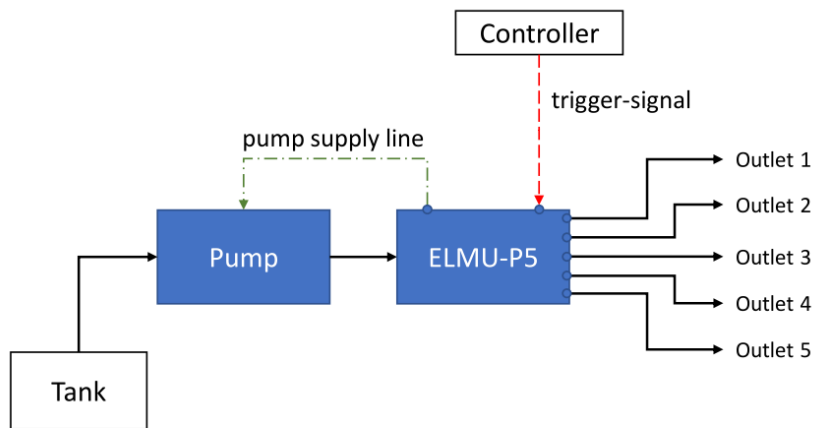 Controller
trigger-signal
pump supply line
Outlet 1
Outlet 2
Pump
ELMU-P5
Outlet 3
Outlet 4
Outlet 5
Tank